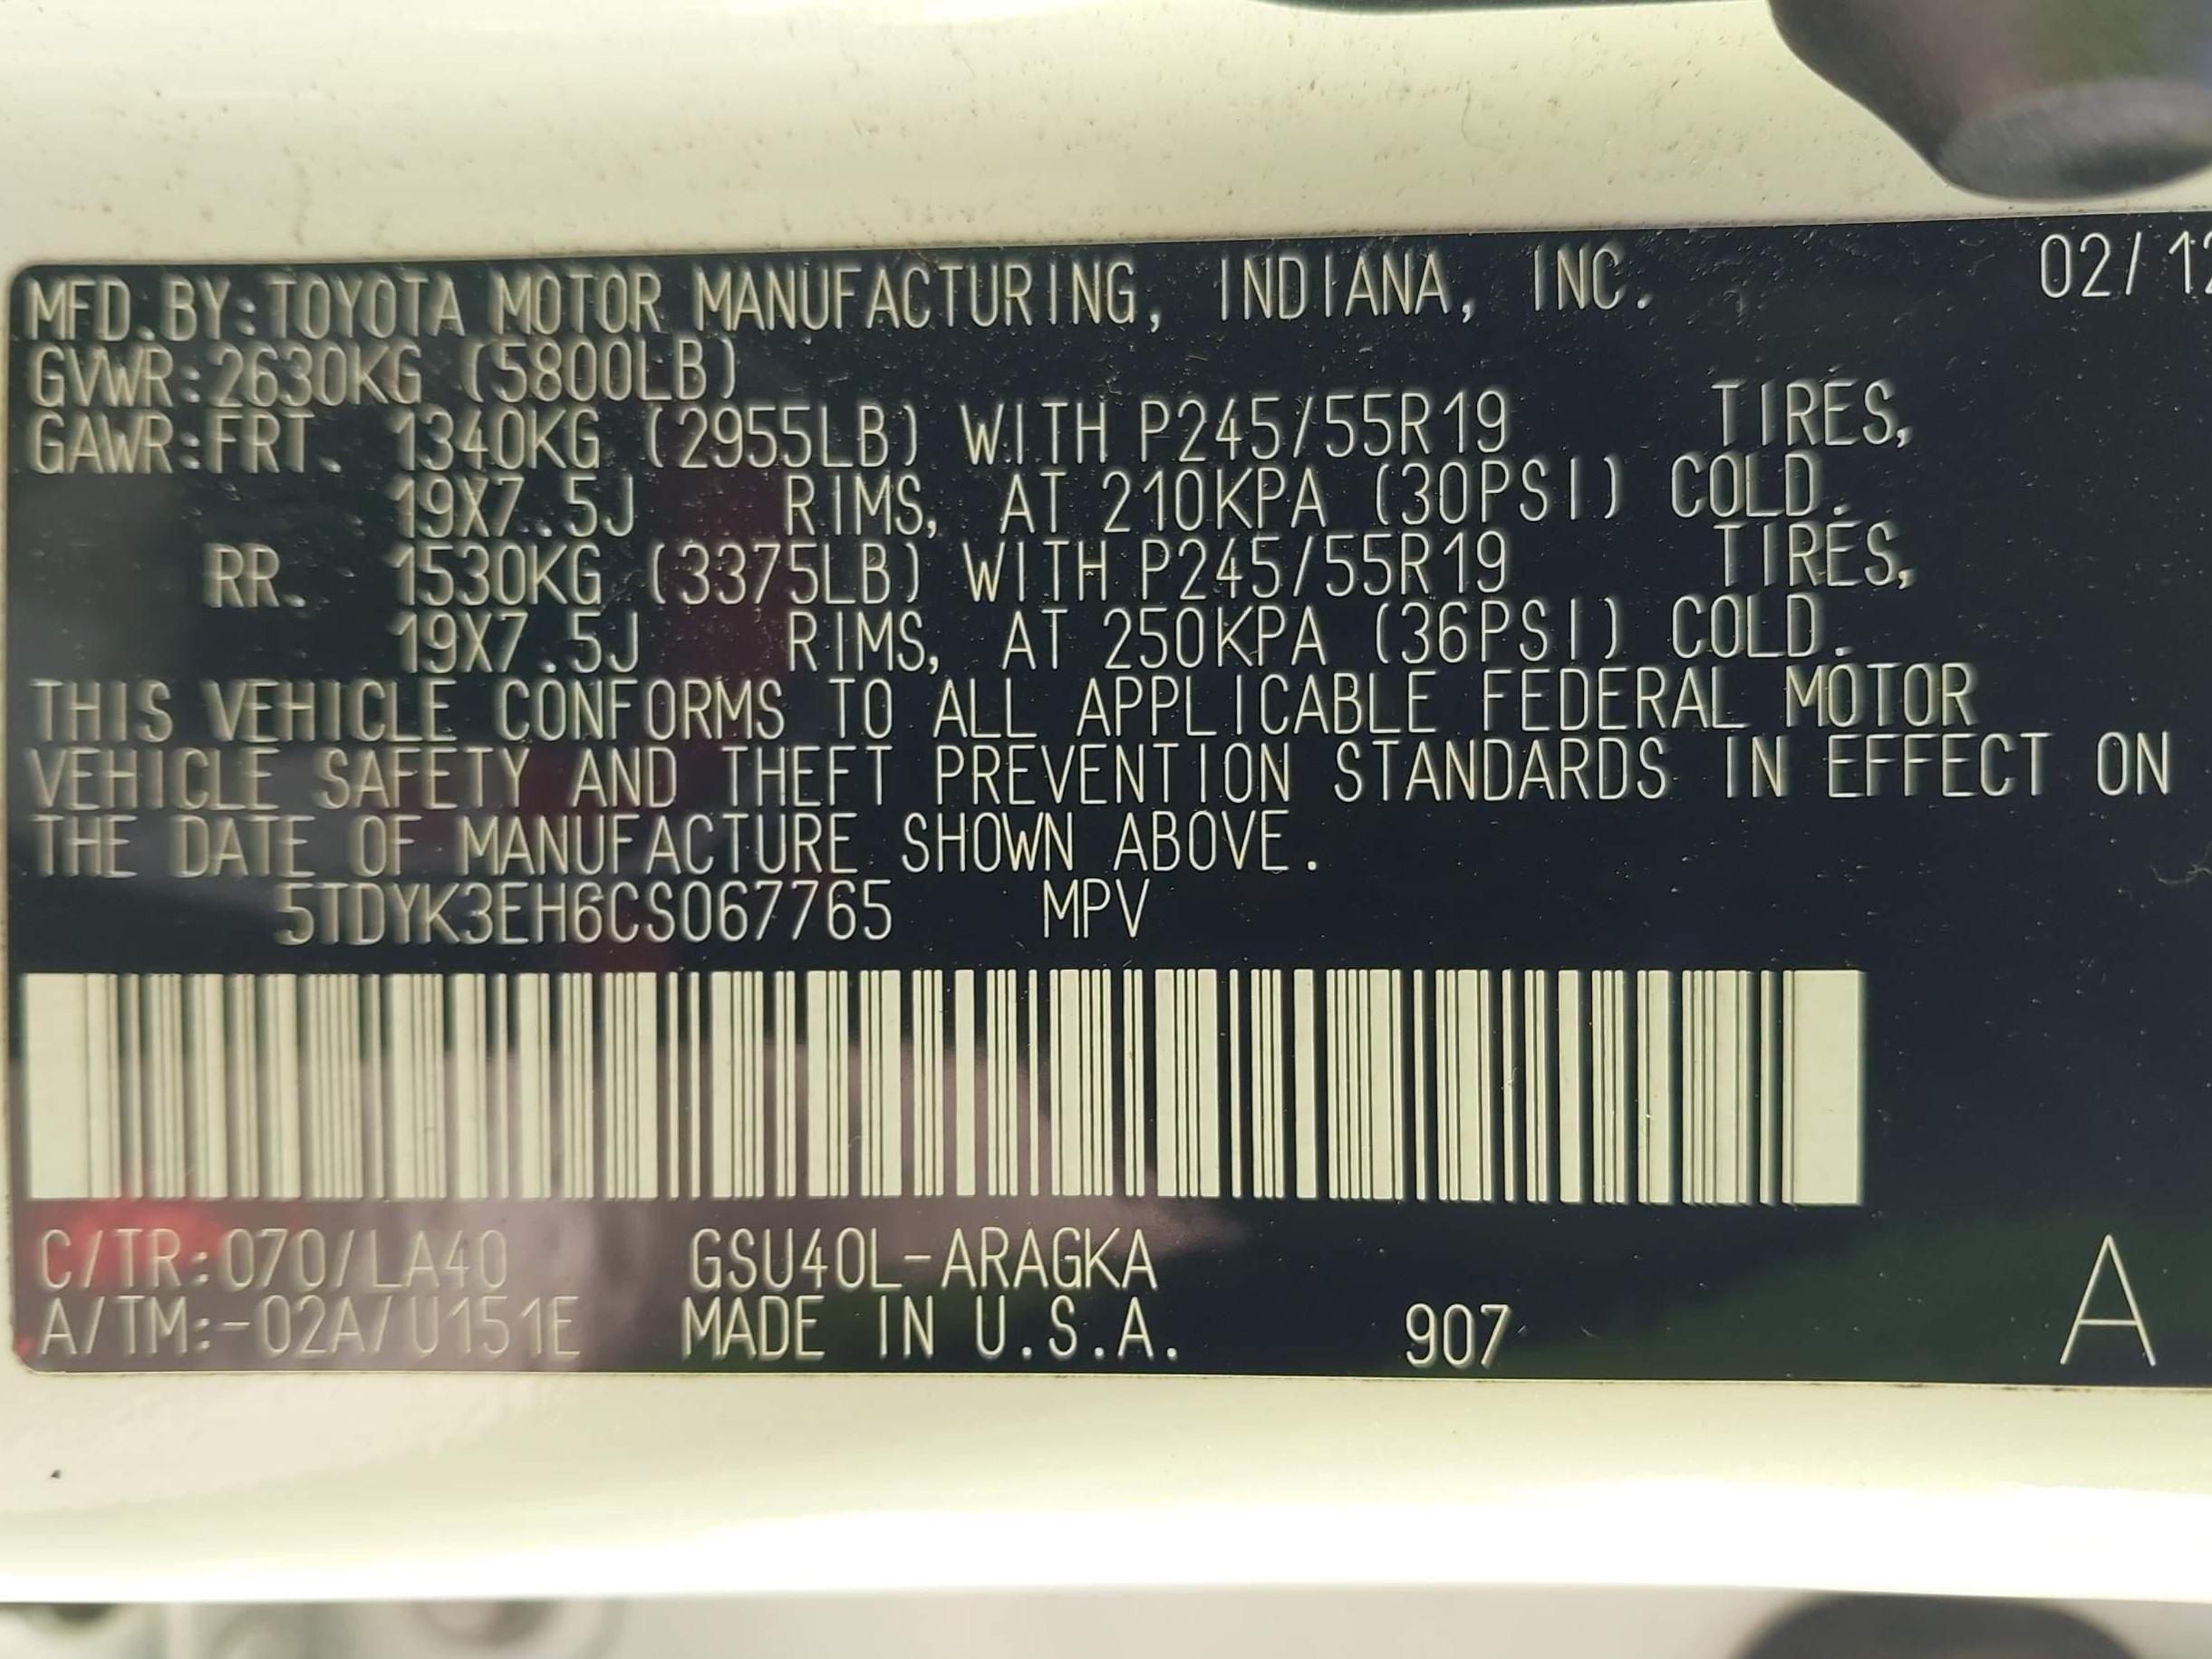 02/12
MFD.BY:TOYOTA MOTOR MANUFACTURING, INDIANA, INC.
GVWR:2630KG (5800LB)
GAWR:FRT. 1340KG (2955LB) WITH P245/55R19 TIRES,
19X7.5J RIMS, AT 210KPA (30PSI) COLD.
RR. 1530KG (3375LB) WITH P245/55R19 TIRES,
19X7.5J RIMS, AT 250KPA (36PSI) COLD.
THIS VEHICLE CONFORMS TO ALL APPLICABLE FEDERAL MOTOR
VEHICLE SAFETY AND THEFT PREVENTION STANDARDS IN EFFECT ON
THE DATE OF MANUFACTURE SHOWN ABOVE.
5TDYK3EH6CS067765 MPV
C/TR:070/LA40 GSU40L-ARAGKA
A/TM:-02A/U151E MADE IN U.S.A. 907 A